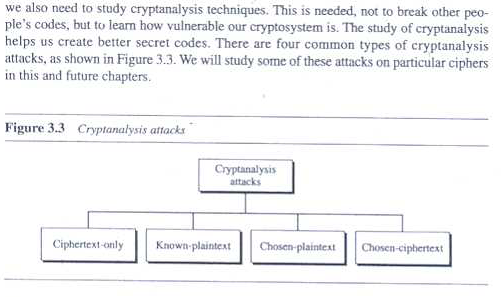 we also need to study cryptanalysis techniques. This is needed, not to break other peo-
ple's codes, but to learn how vulnerable our cryptosystem is. The study of cryptanalysis
helps us create better secret codes. There are four common types of cryptanalysis
attacks, as shown in Figure 3.3. We will study some of these attacks on particular ciphers
in this and future chapters.
Figure 3.3 Cryptanalysis attacks
Cryptanalysis
attacks
Ciphertext-only
Known-plaintext
Chosen-plaintext
Chosen-ciphertext